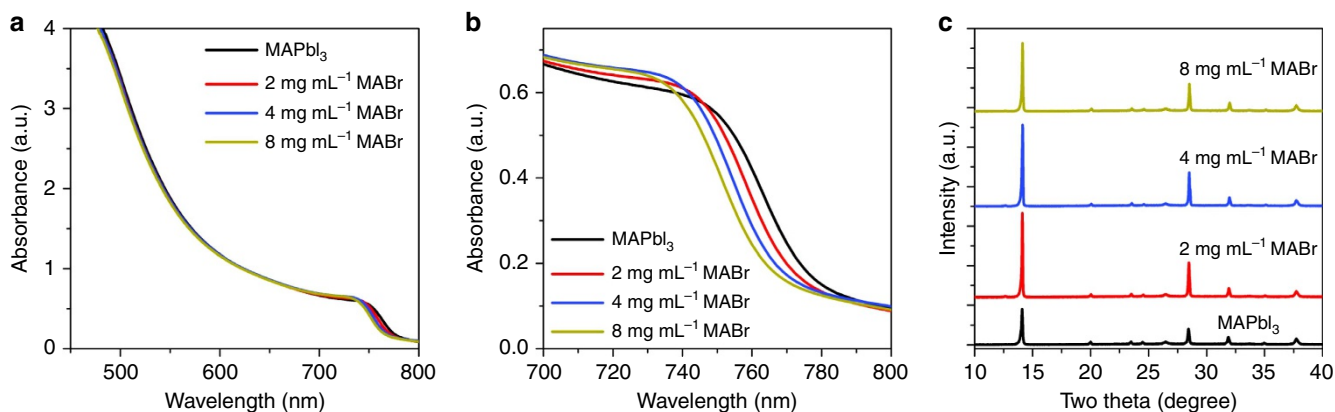 a
4
3
2
1
0
Absorbance (a.u.)
MAPbI₃
2 mg mL⁻¹ MABr
4 mg mL⁻¹ MABr
8 mg mL⁻¹ MABr
500 600 700 800
Wavelength (nm)
b
0.6
0.4
0.2
0.0
Absorbance (a.u.)
MAPbI₃
2 mg mL⁻¹ MABr
4 mg mL⁻¹ MABr
8 mg mL⁻¹ MABr
700 720 740 760 780 800
Wavelength (nm)
c
Intensity (a.u.)
8 mg mL⁻¹ MABr
4 mg mL⁻¹ MABr
2 mg mL⁻¹ MABr
MAPbI₃
10 15 20 25 30 35 40
Two theta (degree)